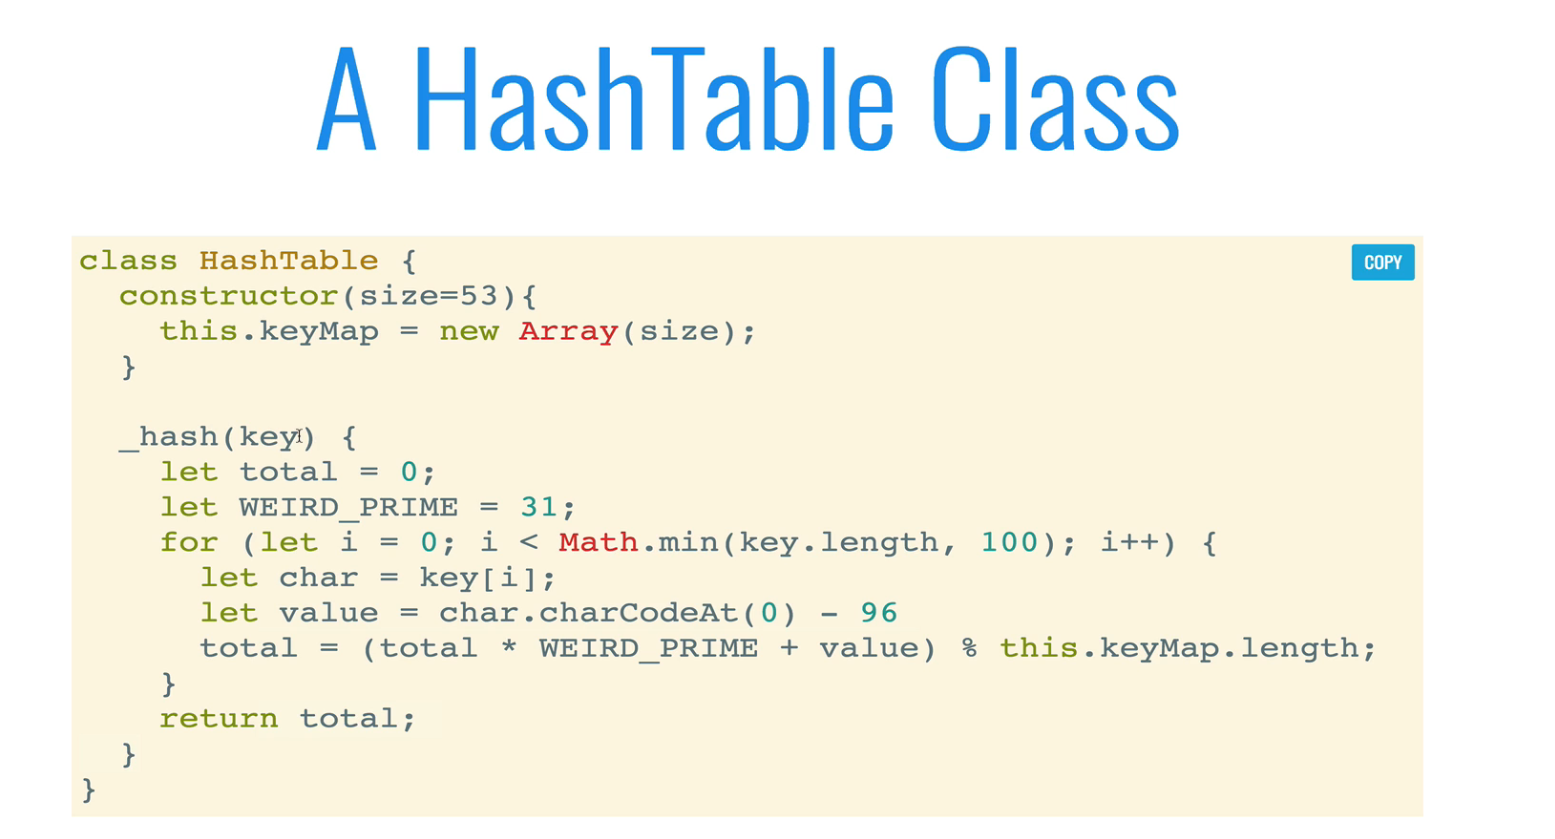 A HashTable Class
COPY
class HashTable {
  constructor(size=53){
    this.keyMap = new Array(size);
  }

  _hash(key) {
    let total = 0;
    let WEIRD_PRIME = 31;
    for (let i = 0; i < Math.min(key.length, 100); i++) {
      let char = key[i];
      let value = char.charCodeAt(0) - 96
      total = (total * WEIRD_PRIME + value) % this.keyMap.length;
    }
    return total;
  }
}